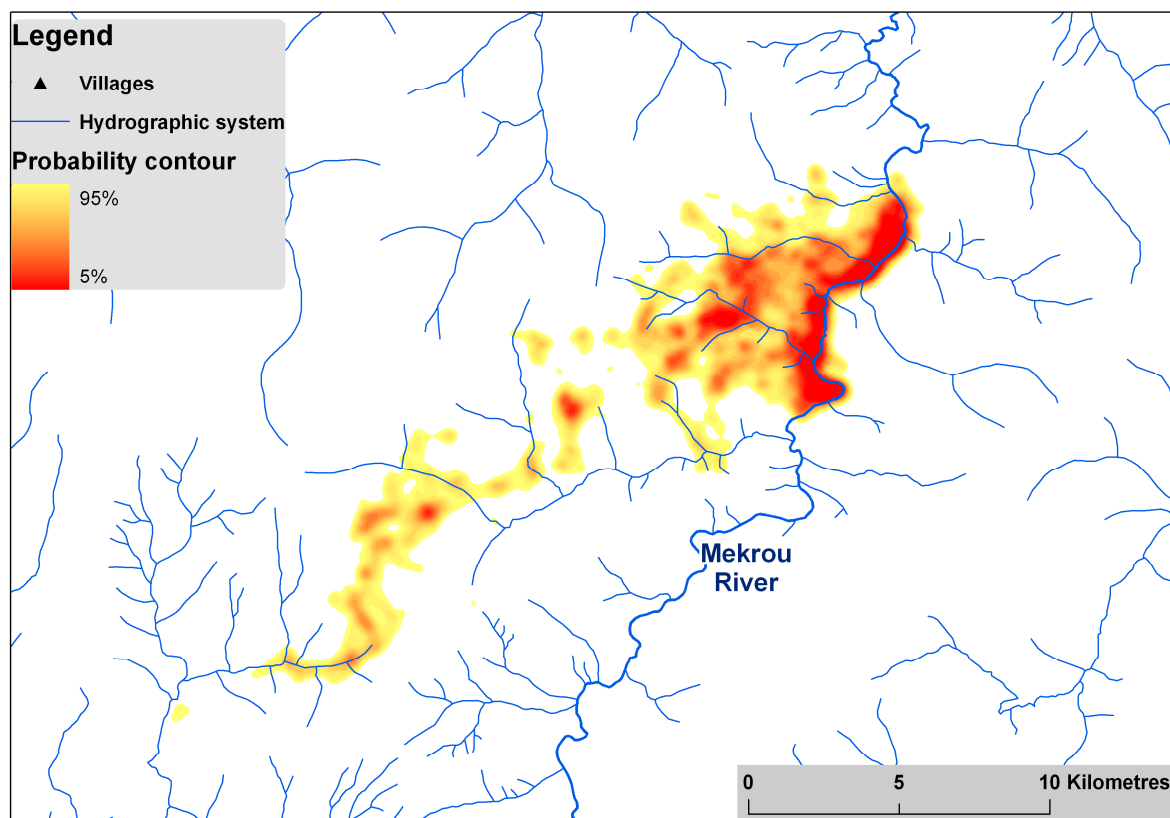 Legend
Villages
Hydrographic system
Probability contour
95%
5%
Mekrou
River
0 5 10 Kilometres